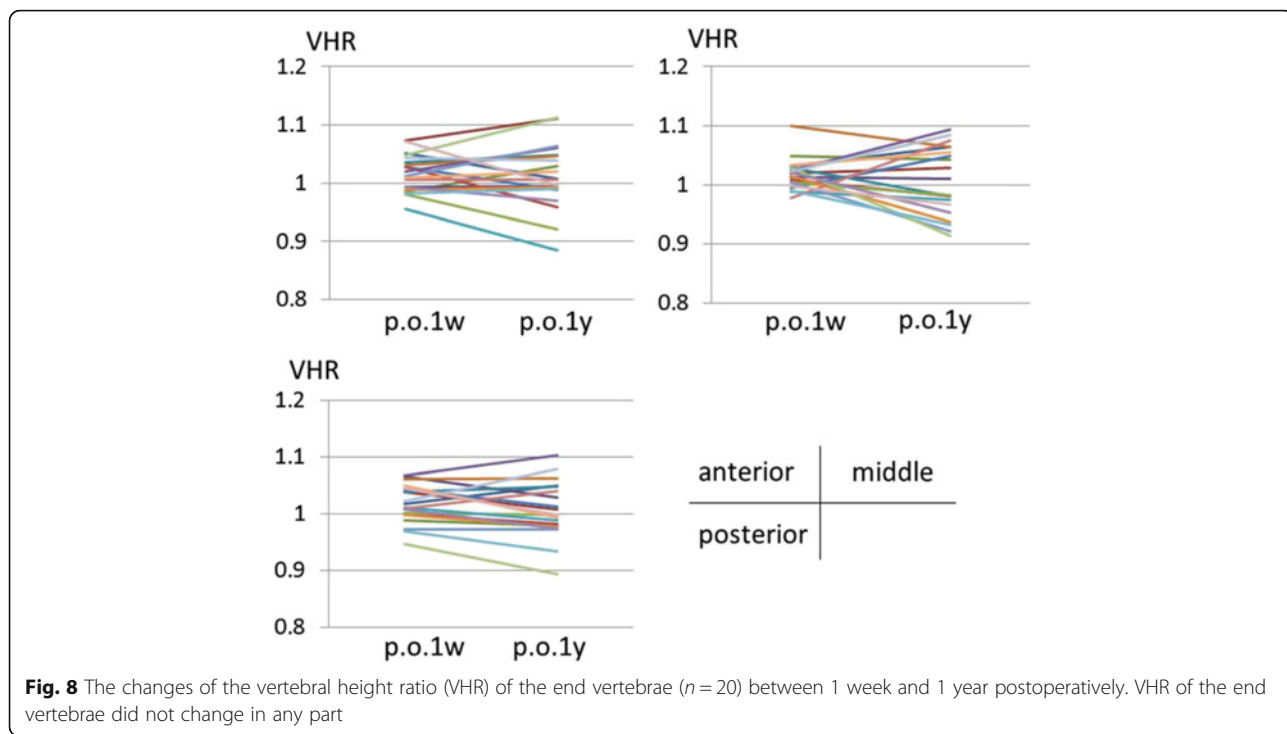 VHR
1.2
1.1
1
0.9
0.8
p.o.1w p.o.1y
VHR
1.2
1.1
1
0.9
0.8
p.o.1w p.o.1y
VHR
1.2
1.1
1
0.9
0.8
p.o.1w p.o.1y
anterior middle
posterior
Fig. 8 The changes of the vertebral height ratio (VHR) of the end vertebrae (n = 20) between 1 week and 1 year postoperatively. VHR of the end
vertebrae did not change in any part